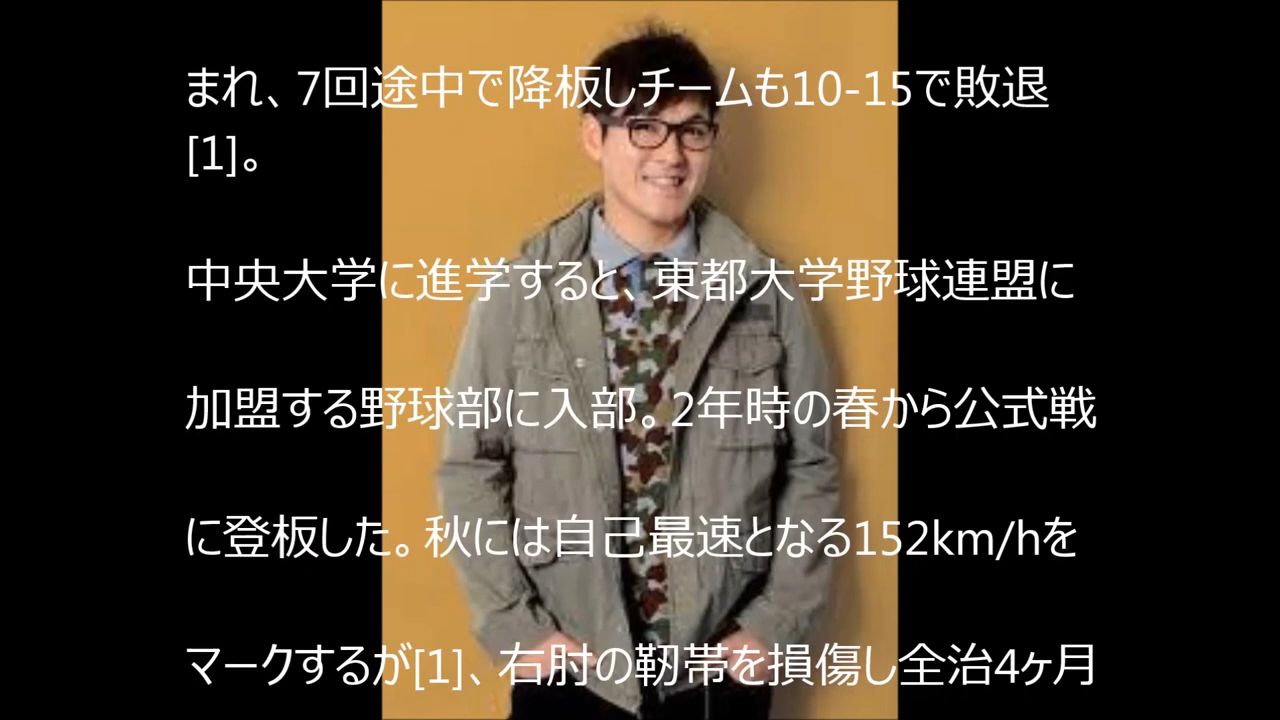 まれ、7回途中で降板しチームも10-15で敗退
[1]。
中央大学に進学すると、東都大学野球連盟に
加盟する野球部に入部。2年時の春から公式戦
に登板した。秋には自己最速となる152km/hを
マークするが[1]、右肘の靭帯を損傷し全治4ヶ月